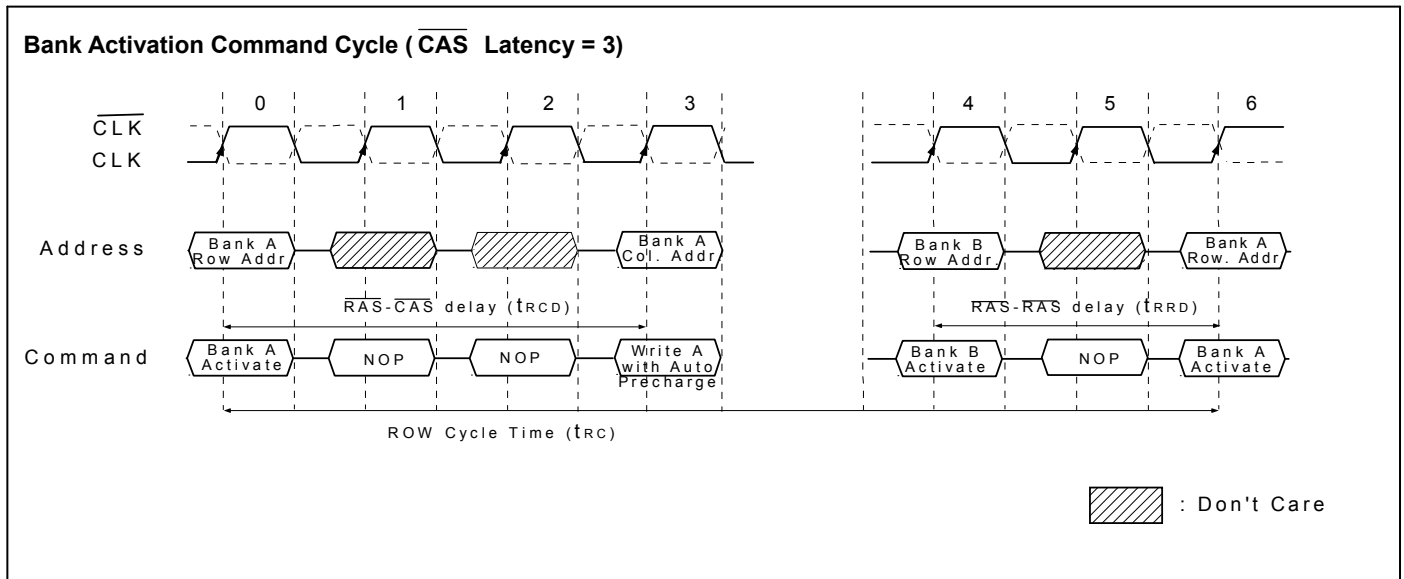 Bank Activation Command Cycle ( CAS Latency = 3)
0 1 2 3 4 5 6
CLK
CLK
Address
Bank A
Row Addr
Bank A
Col. Addr
Bank B
Row Addr.
Bank A
Row. Addr
RAS-CAS delay (tRCD)
RAS-RAS delay (tRRD)
Command
Bank A
Activate
NOP
NOP
Write A
with Auto
Precharge
Bank B
Activate
NOP
Bank A
Activate
ROW Cycle Time (tRC)
: Don't Care